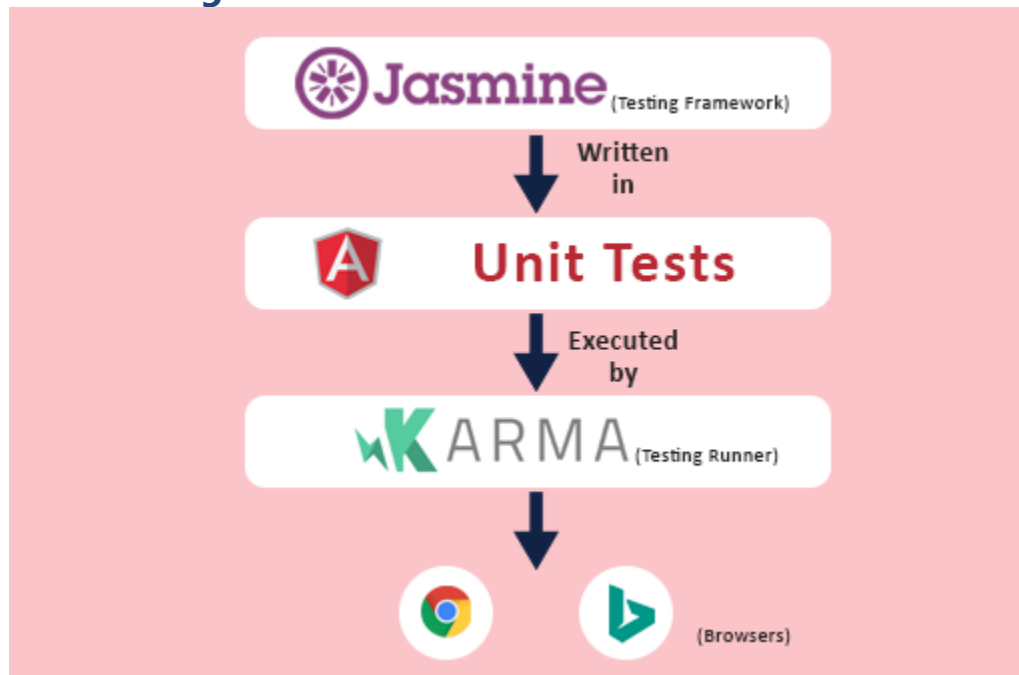 g
Jasmine (Testing Framework)
Written
in
A Unit Tests
Executed
by
KARMA (Testing Runner)
(Browsers)